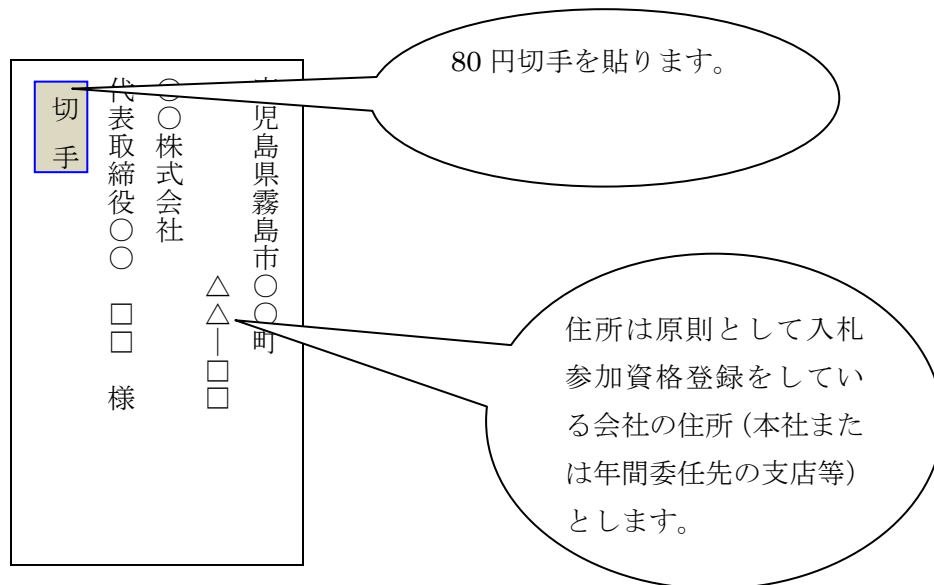 80 円切手を貼ります。
切手
児島県霧島市○○町
△△―□□
○○株式会社
代表取締役○○ □□ 様
住所は原則として入札
参加資格登録をしてい
る会社の住所（本社また
は年間委任先の支店等）
とします。